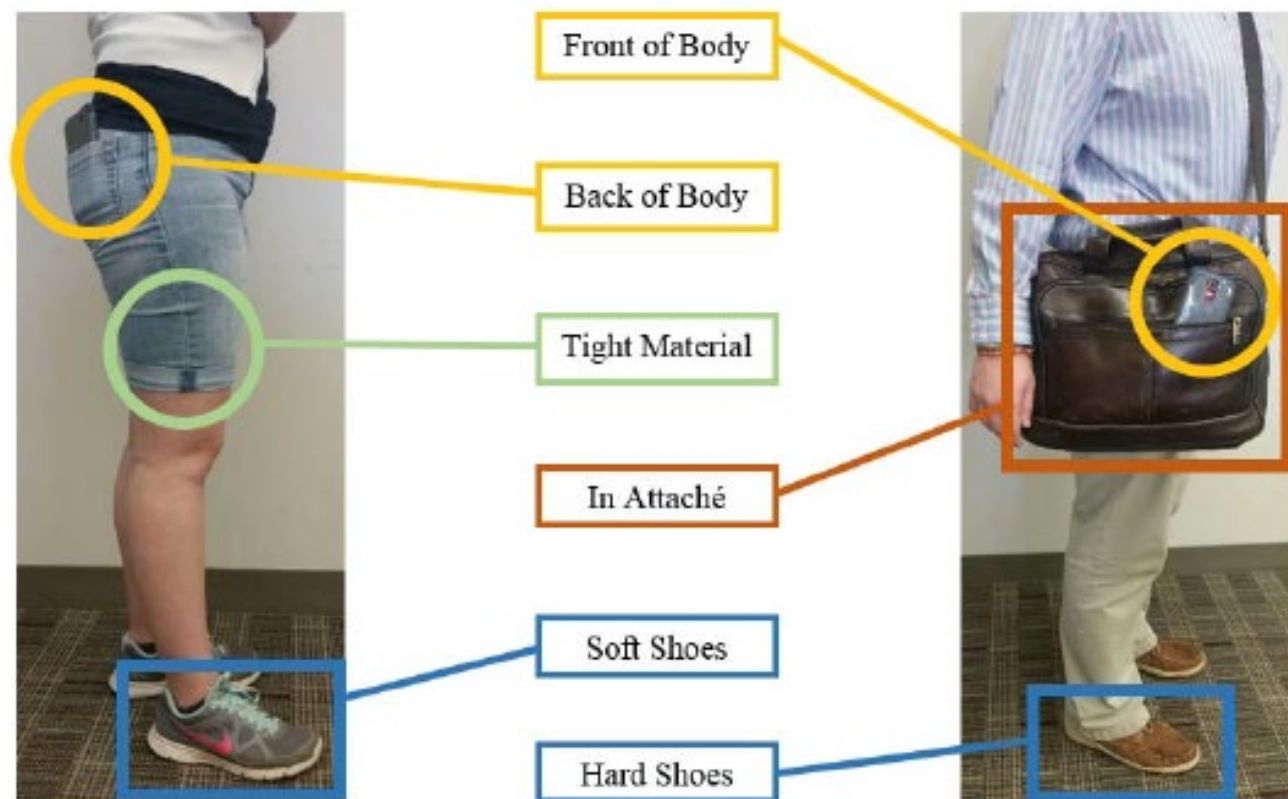 Front of Body
Back of Body
Tight Material
In Attaché
Soft Shoes
Hard Shoes